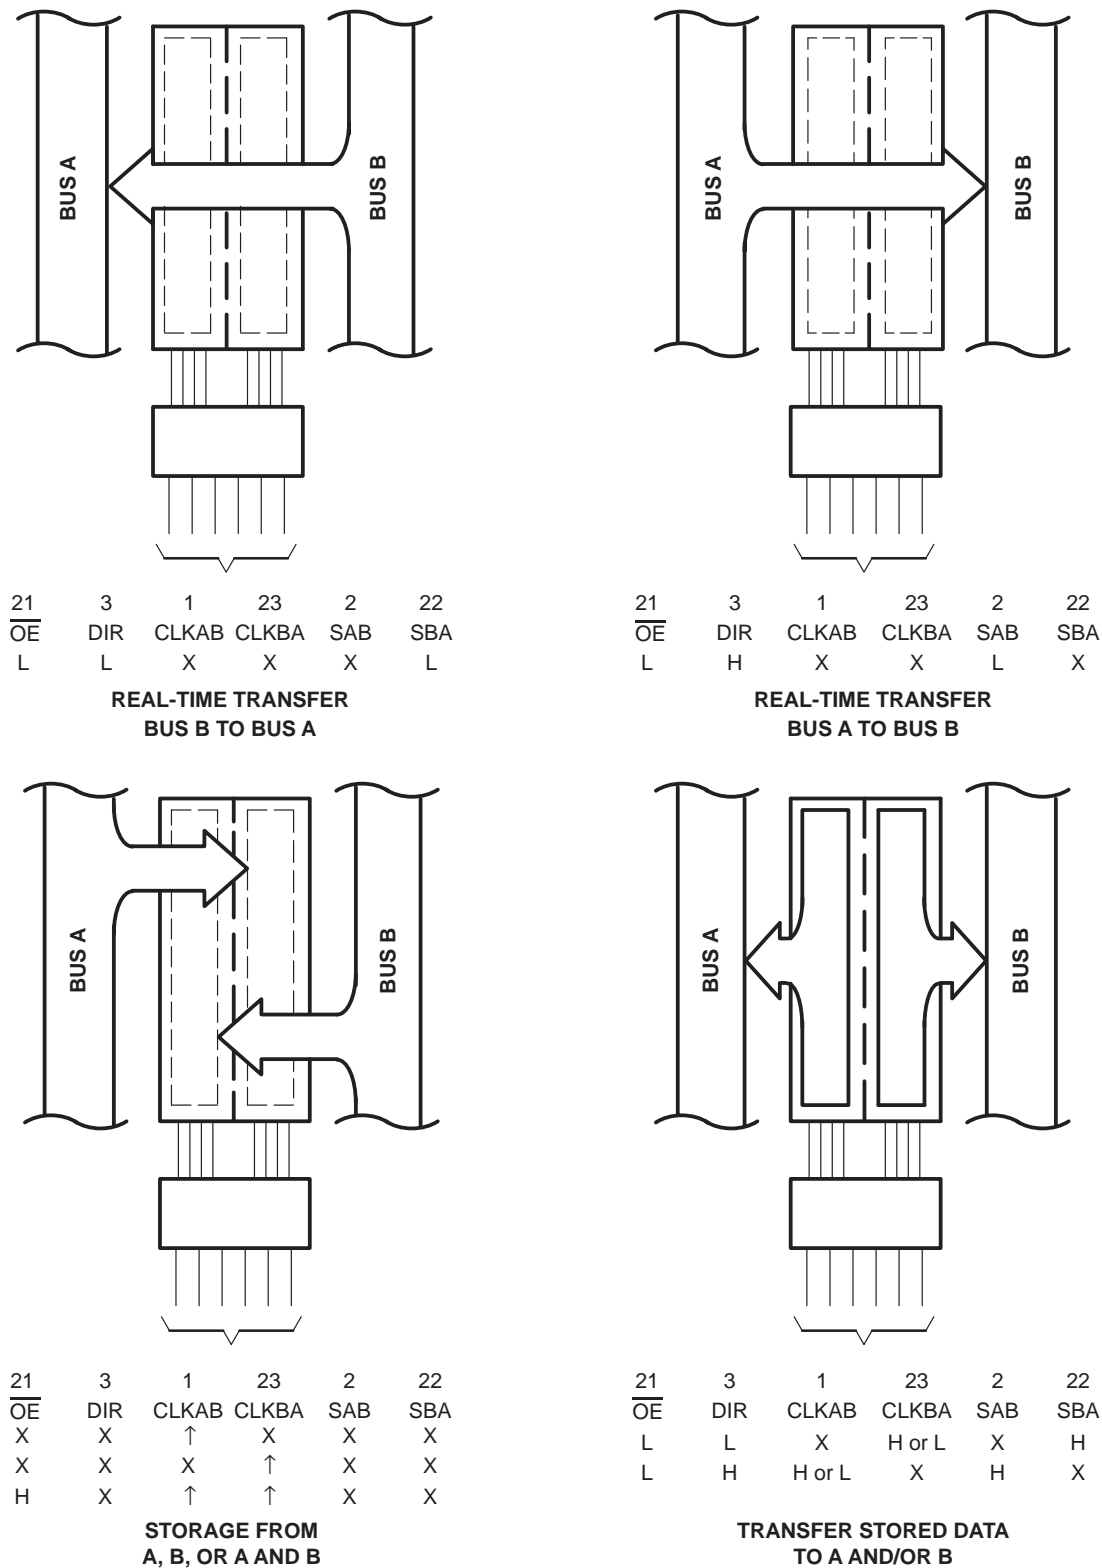 BUS A
BUS B
21 3 1 23 2 22
OE DIR CLKAB CLKBA SAB SBA
L L X X X L
REAL-TIME TRANSFER
BUS B TO BUS A
BUS A
BUS B
21 3 1 23 2 22
OE DIR CLKAB CLKBA SAB SBA
L H X X L X
REAL-TIME TRANSFER
BUS A TO BUS B
BUS A
BUS B
21 3 1 23 2 22
OE DIR CLKAB CLKBA SAB SBA
X X ↑ X X X
X X X ↑ X X
H X ↑ ↑ X X
STORAGE FROM
A, B, OR A AND B
BUS A
BUS B
21 3 1 23 2 22
OE DIR CLKAB CLKBA SAB SBA
L L X H or L X H
L H H or L X H X
TRANSFER STORED DATA
TO A AND/OR B